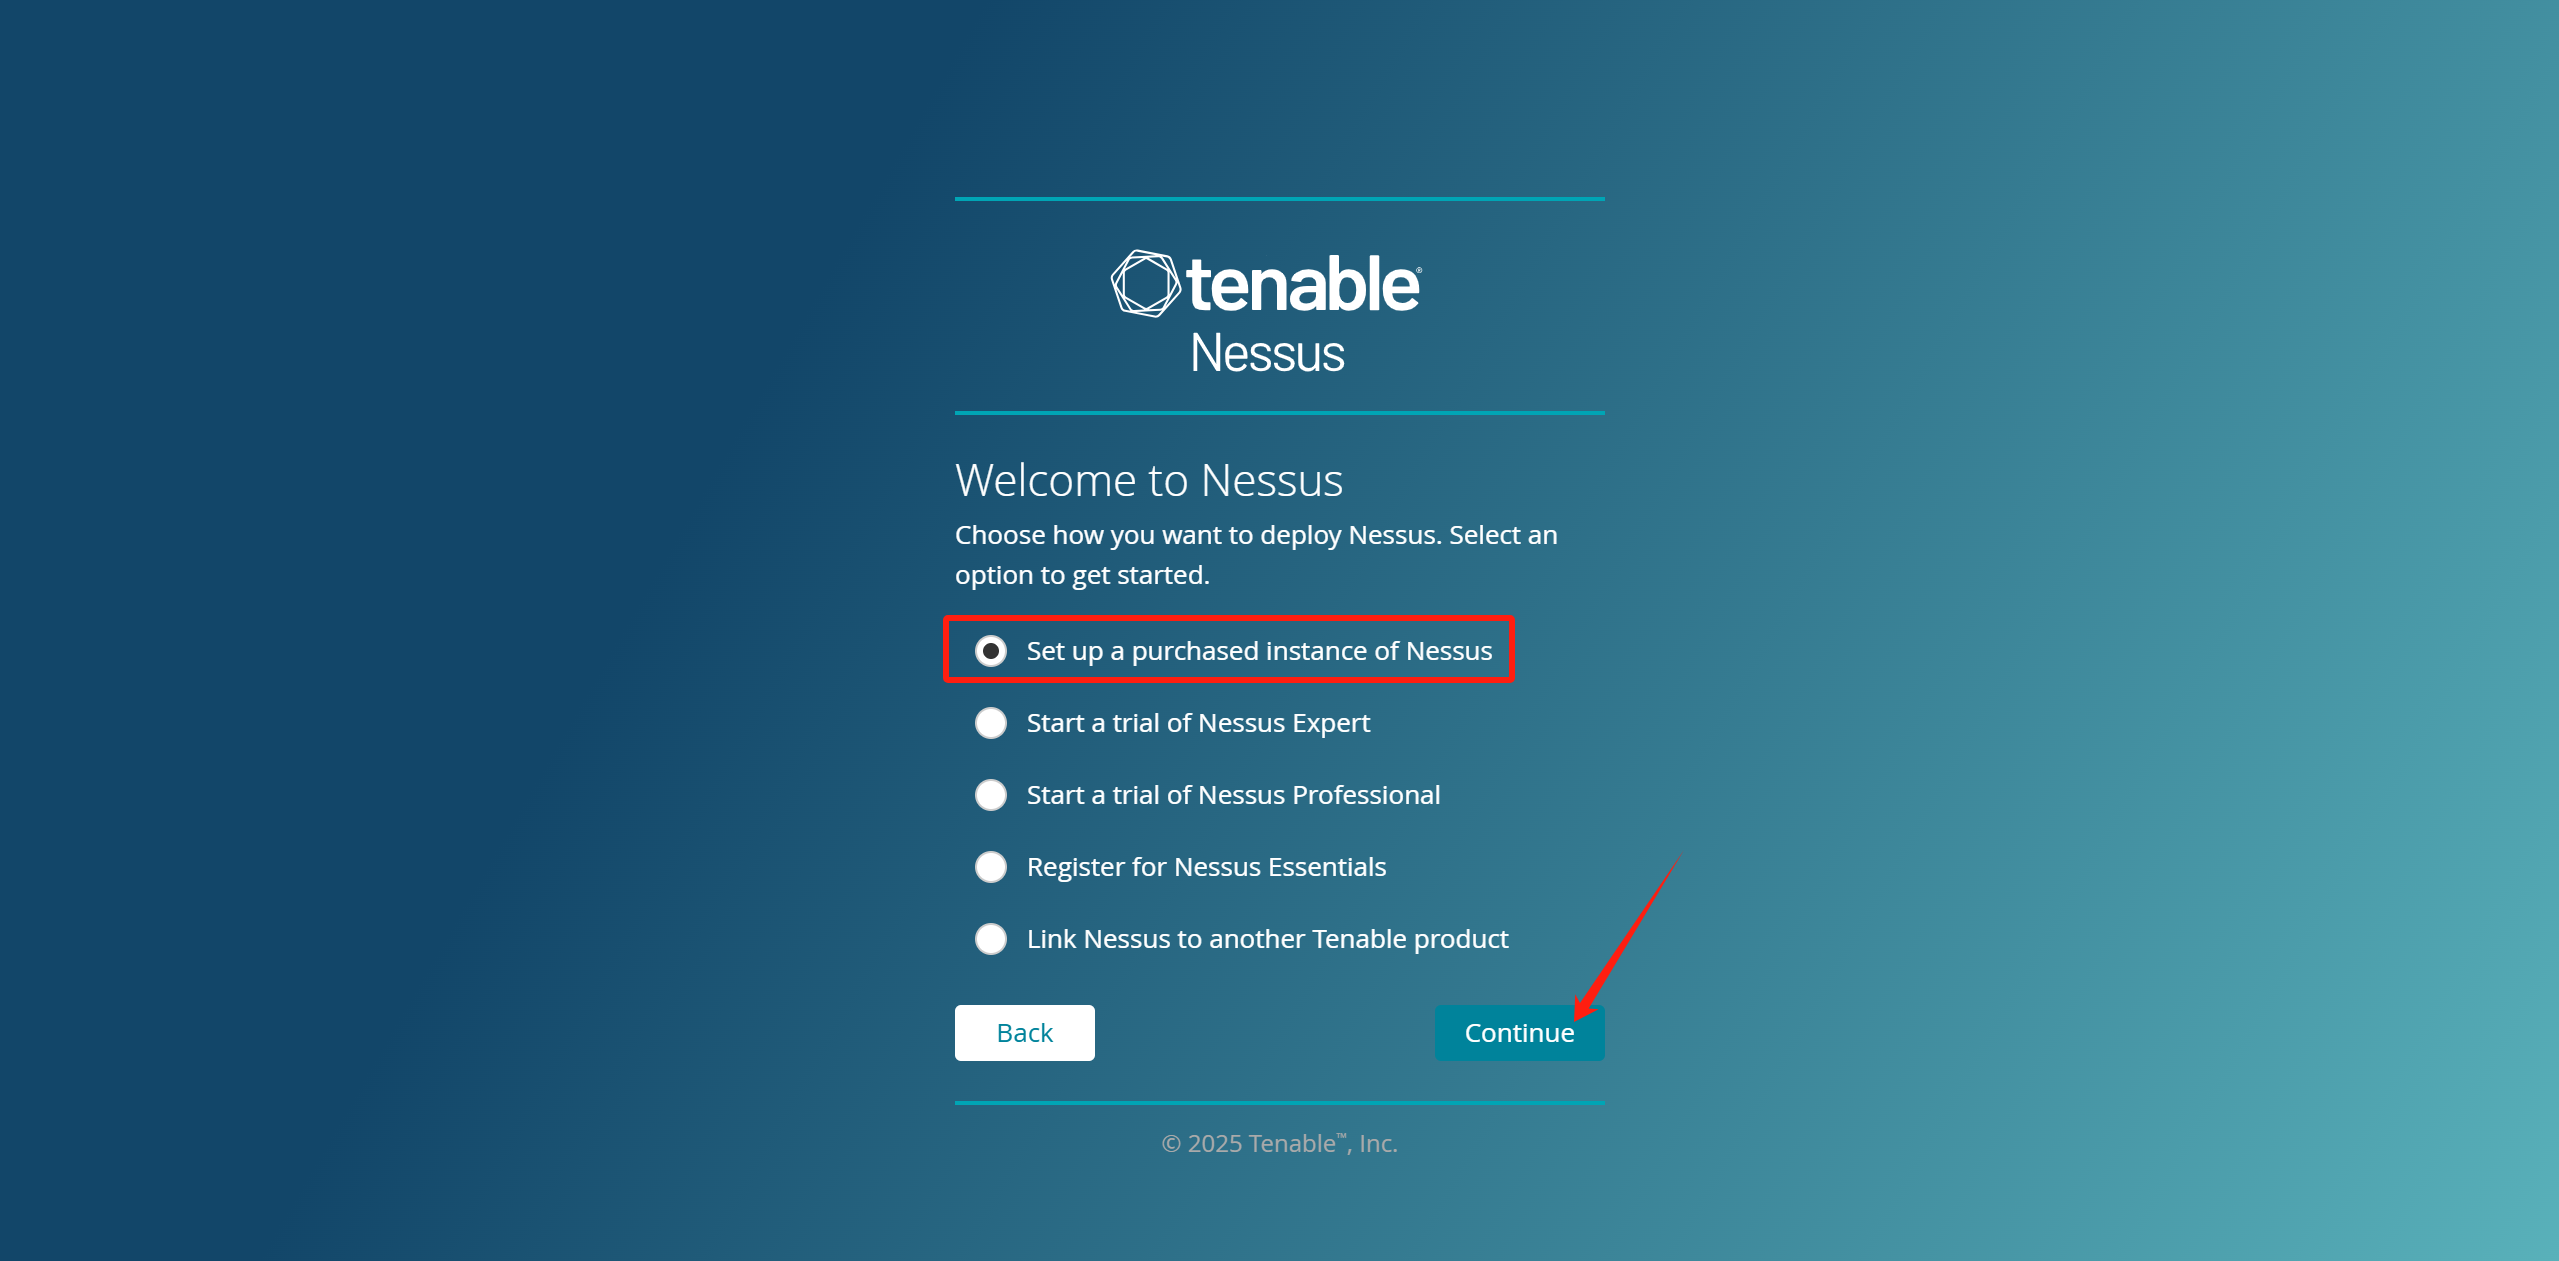 tenable®
Nessus
Welcome to Nessus
Choose how you want to deploy Nessus. Select an
option to get started.
Set up a purchased instance of Nessus
Start a trial of Nessus Expert
Start a trial of Nessus Professional
Register for Nessus Essentials
Link Nessus to another Tenable product
Back
Continue
© 2025 Tenable™, Inc.